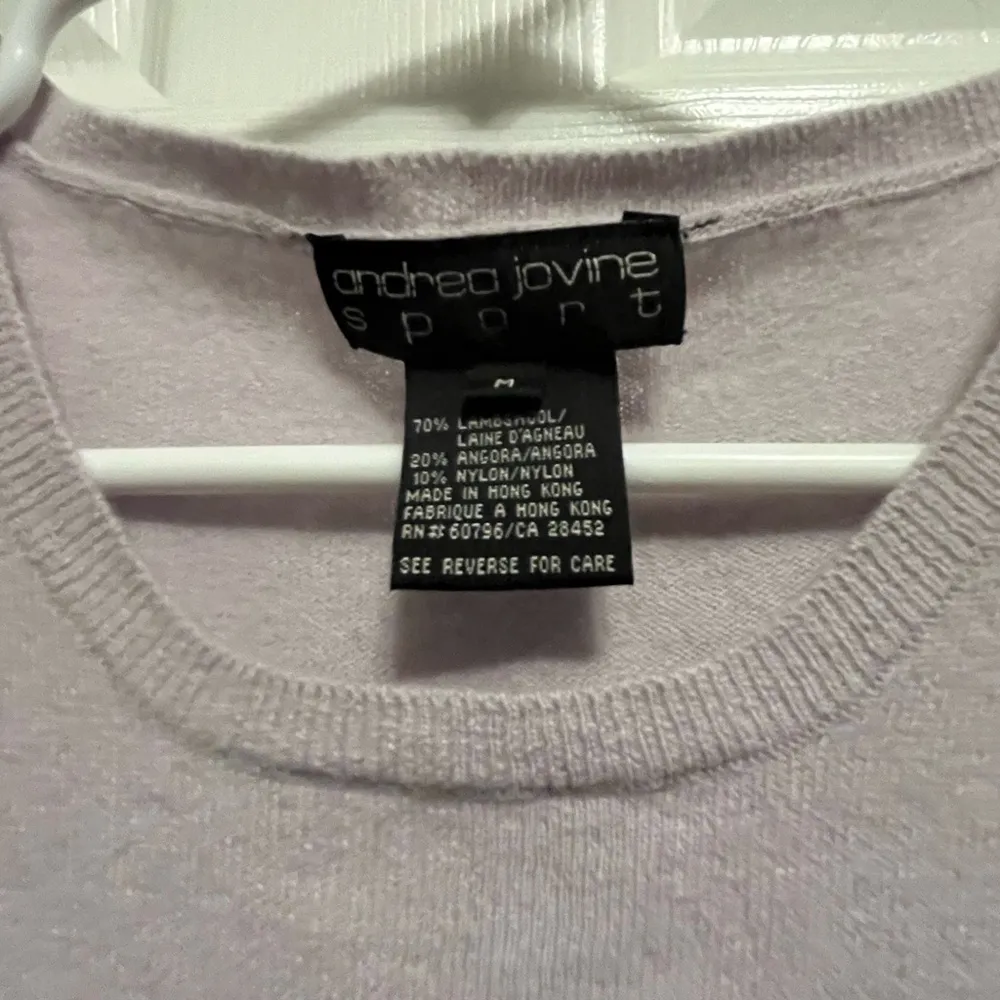 andrea jovine
sport
M
70% LAMBSWOOL/
LAINE D'AGNEAU
20% ANGORA/ANGORA
10% NYLON/NYLON
MADE IN HONG KONG
FABRIQUE A HONG KONG
RN# 60796/CA 28452
SEE REVERSE FOR CARE